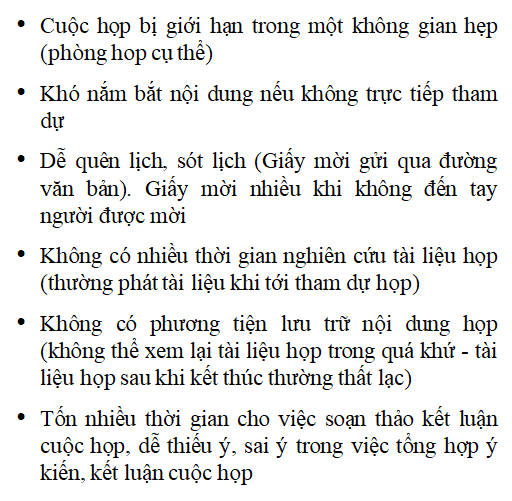 • Cuộc họp bị giới hạn trong một không gian hẹp
(phòng hop cụ thể)
• Khó nắm bắt nội dung nếu không trực tiếp tham
dự
• Dễ quên lịch, sót lịch (Giấy mời gửi qua đường
văn bản). Giấy mời nhiều khi không đến tay
người được mời
• Không có nhiều thời gian nghiên cứu tài liệu họp
(thường phát tài liệu khi tới tham dự họp)
• Không có phương tiện lưu trữ nội dung họp
(không thể xem lại tài liệu họp trong quá khứ - tài
liệu họp sau khi kết thúc thường thất lạc)
• Tốn nhiều thời gian cho việc soạn thảo kết luận
cuộc họp, dễ thiếu ý, sai ý trong việc tổng hợp ý
kiến, kết luận cuộc họp